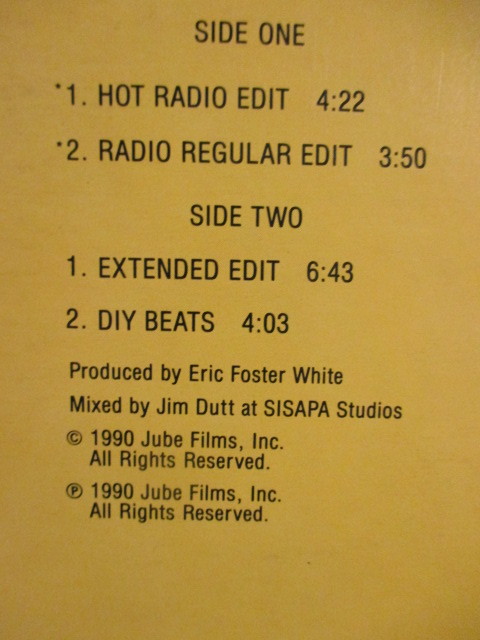 SIDE ONE
*1. HOT RADIO EDIT 4:22
*2. RADIO REGULAR EDIT 3:50
SIDE TWO
1. EXTENDED EDIT 6:43
2. DIY BEATS 4:03
Produced by Eric Foster White
Mixed by Jim Dutt at SISAPA Studios
© 1990 Jube Films, Inc.
All Rights Reserved.
℗ 1990 Jube Films, Inc.
All Rights Reserved.